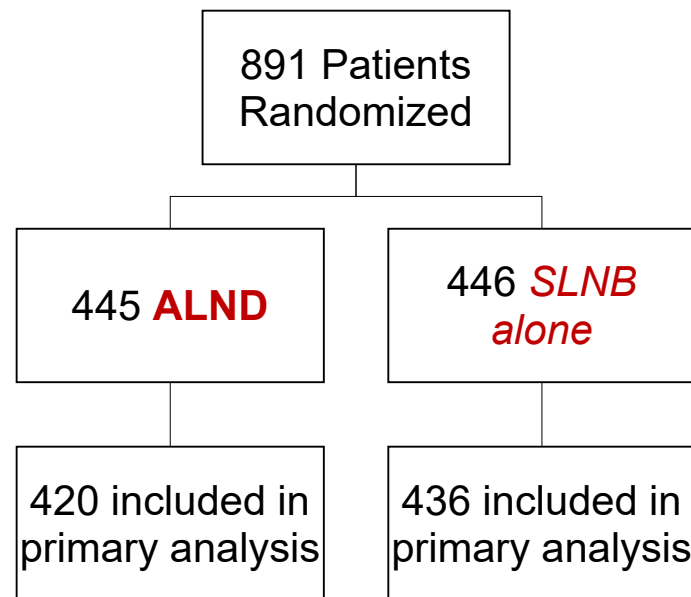 891 Patients
Randomized
445 ALND
446 SLNB
alone
420 included in
primary analysis
436 included in
primary analysis